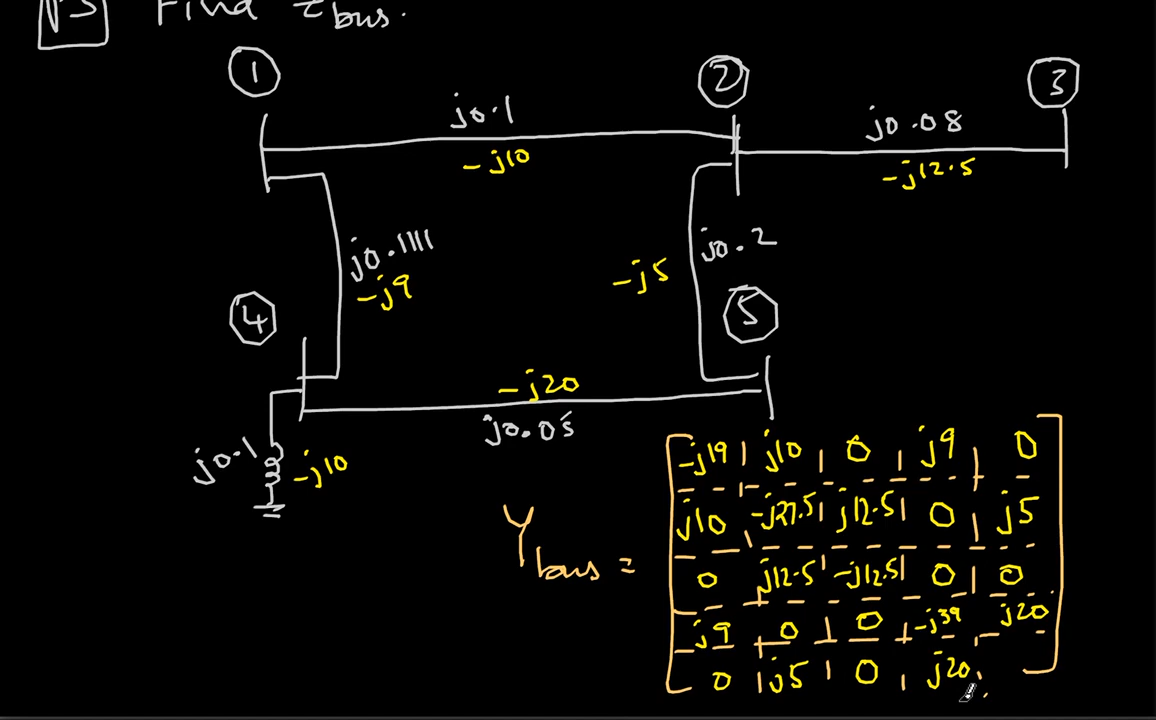 P3 Find Zbus.
1 2 3
j0.1 j0.08
-j10 -j12.5
j0.1111 j0.2
-j9 -j5
4 5
-j20
j0.05
j0.1 -j10
Ybus =
-j19 j10 0 j9 0
j10 -j27.5 j12.5 0 j5
0 j12.5 -j12.5 0 0
j9 0 0 -j39 j20
0 j5 0 j20